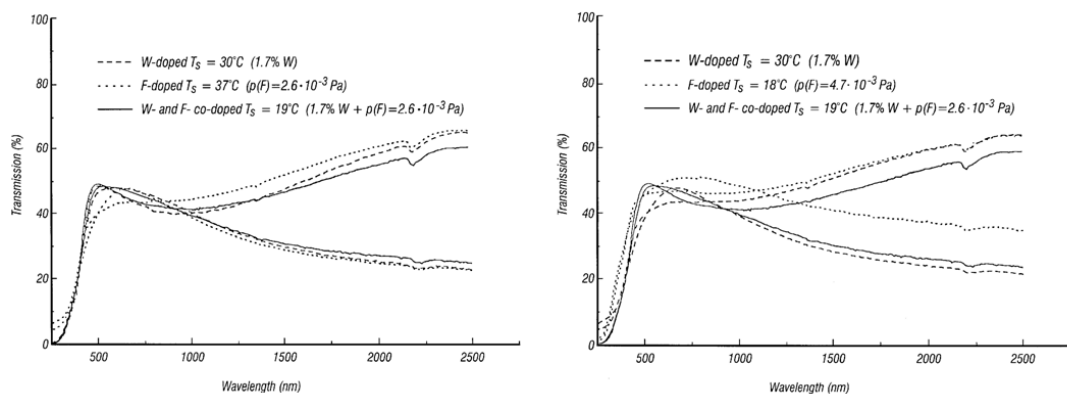 100
80
60
40
20
0
Transmission (%)
W-doped T_S = 30°C (1.7% W)
F-doped T_S = 37°C (p(F)=2.6·10⁻³ Pa)
W- and F- co-doped T_S = 19°C (1.7% W + p(F)=2.6·10⁻³ Pa)
500
1000
1500
2000
2500
Wavelength (nm)
100
80
60
40
20
0
Transmission (%)
W-doped T_S = 30°C (1.7% W)
F-doped T_S = 18°C (p(F)=4.7·10⁻³ Pa)
W- and F- co-doped T_S = 19°C (1.7% W + p(F)=2.6·10⁻³ Pa)
500
1000
1500
2000
2500
Wavelength (nm)